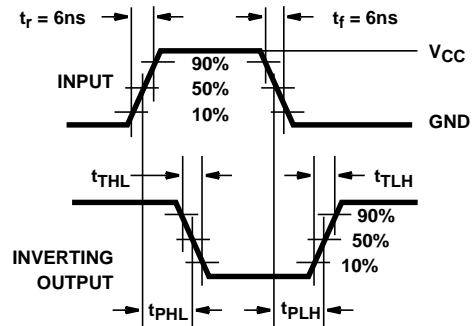 tr = 6ns tf = 6ns
VCC
90%
INPUT 50%
10%
GND
tTHL tTLH
90%
50%
INVERTING
OUTPUT 10%
tPHL tPLH